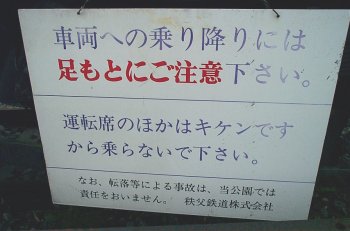 車両への乗り降りには
足もとにご注意下さい。
運転席のほかはキケンです
から乗らないで下さい。
なお、転落等による事故は、当公園では
責任をおいません。 秩父鉄道株式会社